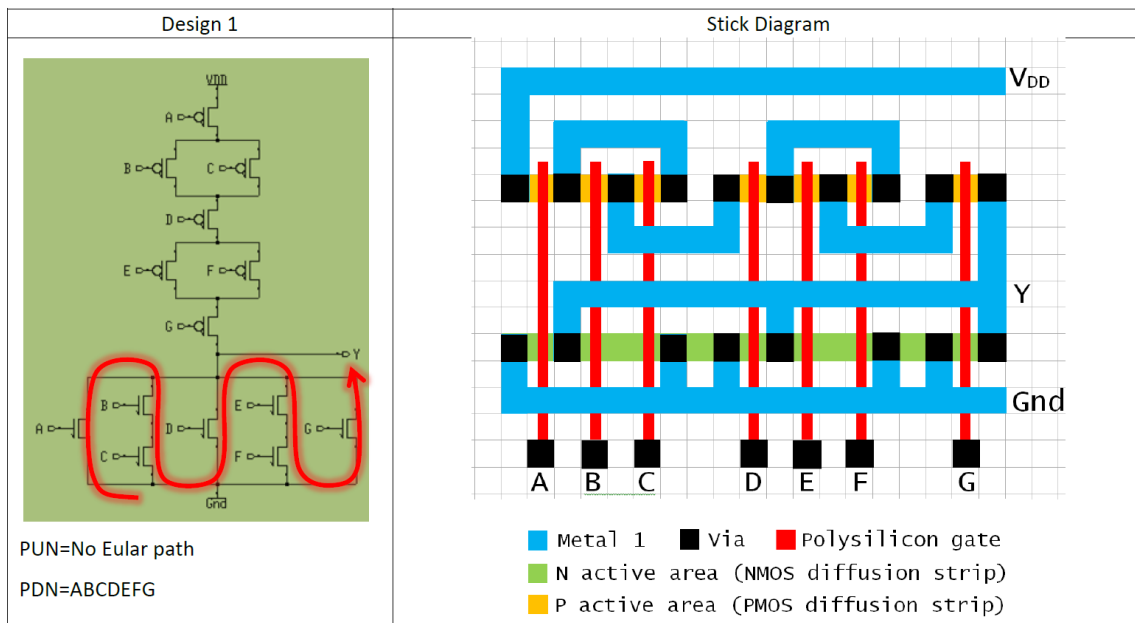 Design 1
Stick Diagram
VDD
A
B
C
D
E
F
G
Y
A
B
C
D
E
F
G
Gnd
PUN=No Eular path
PDN=ABCDEFG
VDD
Y
Gnd
A B C D E F G
Metal 1 Via Polysilicon gate
N active area (NMOS diffusion strip)
P active area (PMOS diffusion strip)